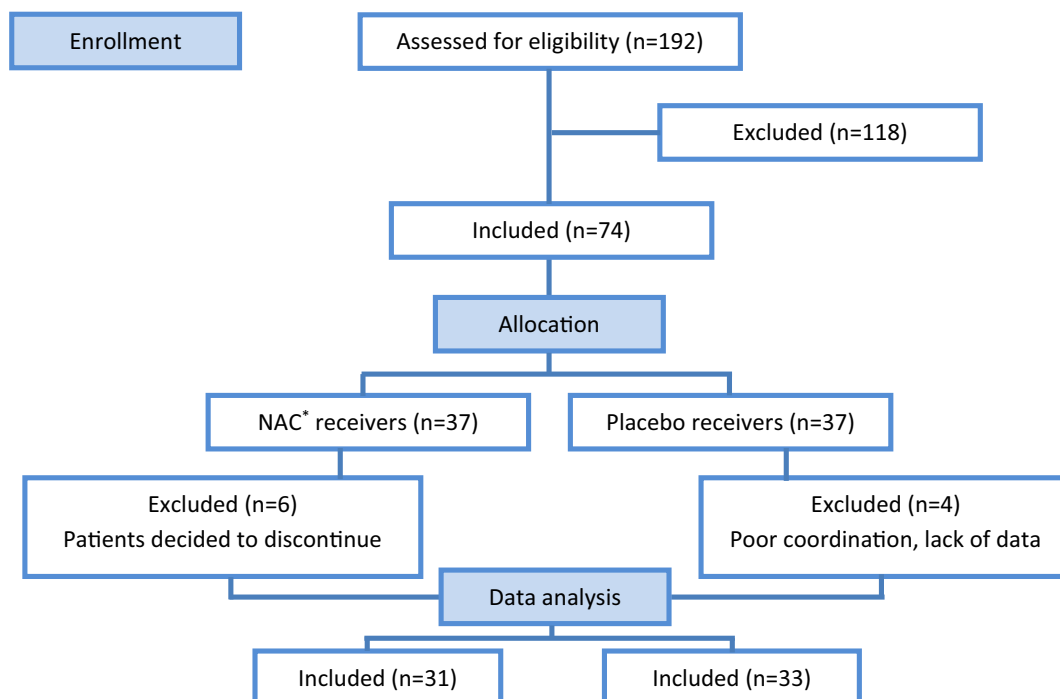 Enrollment
Assessed for eligibility (n=192)
Excluded (n=118)
Included (n=74)
Allocation
NAC* receivers (n=37)
Placebo receivers (n=37)
Excluded (n=6)
Patients decided to discontinue
Excluded (n=4)
Poor coordination, lack of data
Data analysis
Included (n=31)
Included (n=33)